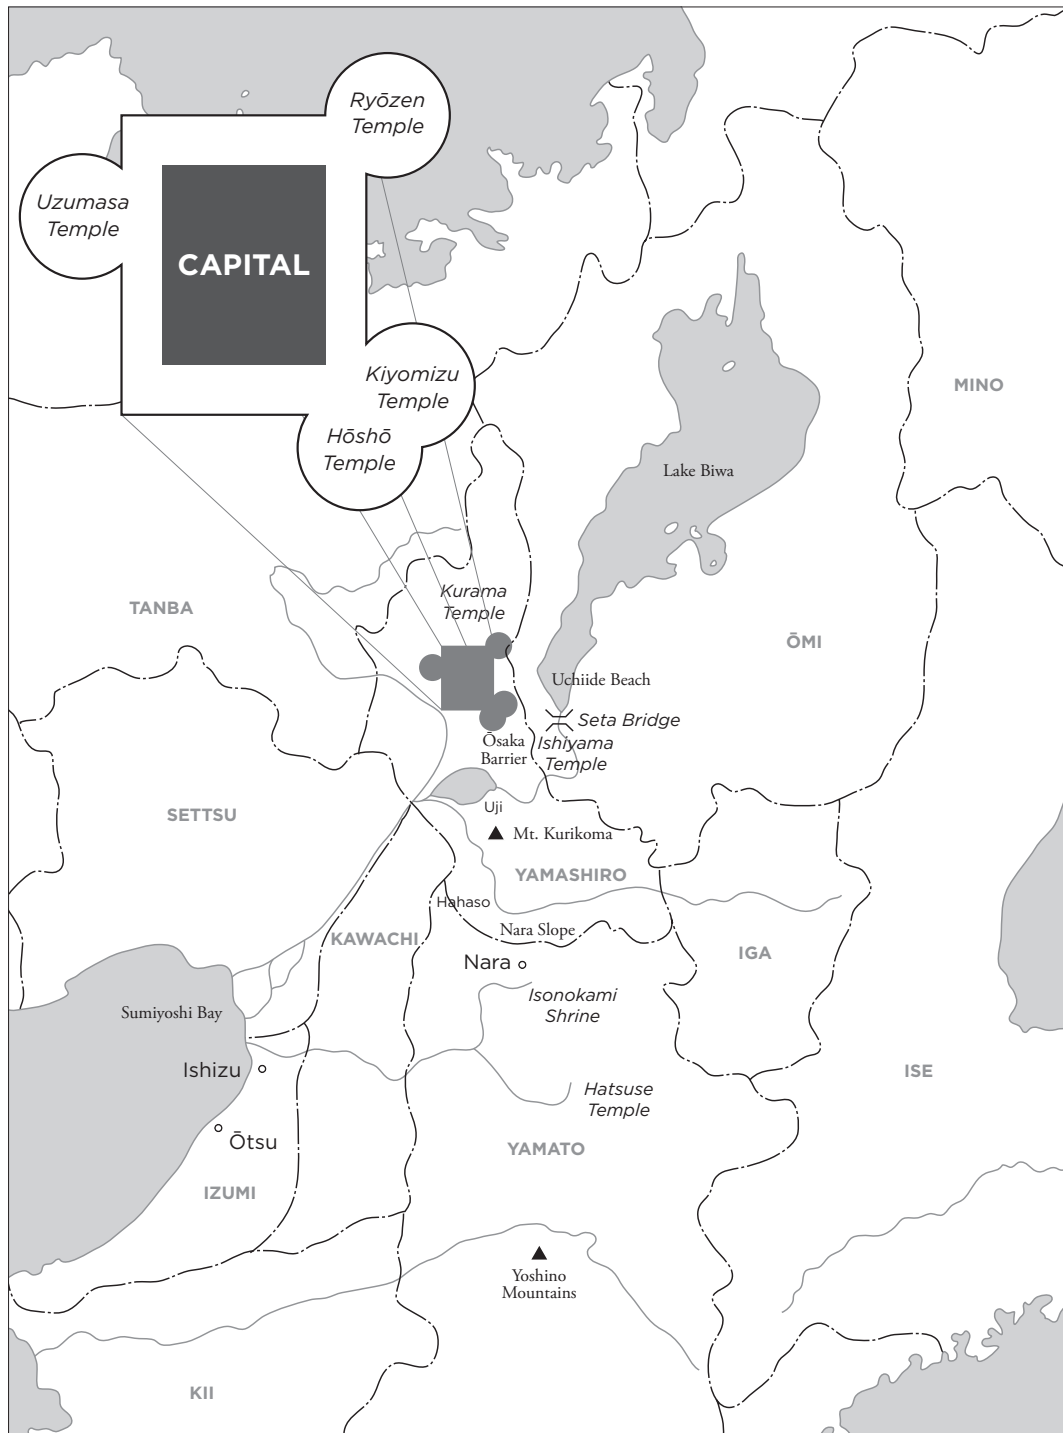 Ryōzen
Temple
Uzumasa
Temple
CAPITAL
Kiyomizu
Temple
Hōshō
Temple
MINO
Lake Biwa
Kurama
Temple
TANBA
ŌMI
Uchiide Beach
Seta Bridge
Ōsaka
Barrier
Ishiyama
Temple
Uji
SETTSU
Mt. Kurikoma
YAMASHIRO
Hahaso
Nara Slope
KAWACHI
IGA
Nara
Isonokami
Shrine
Sumiyoshi Bay
Ishizu
ISE
Hatsuse
Temple
Ōtsu
YAMATO
IZUMI
Yoshino
Mountains
KII